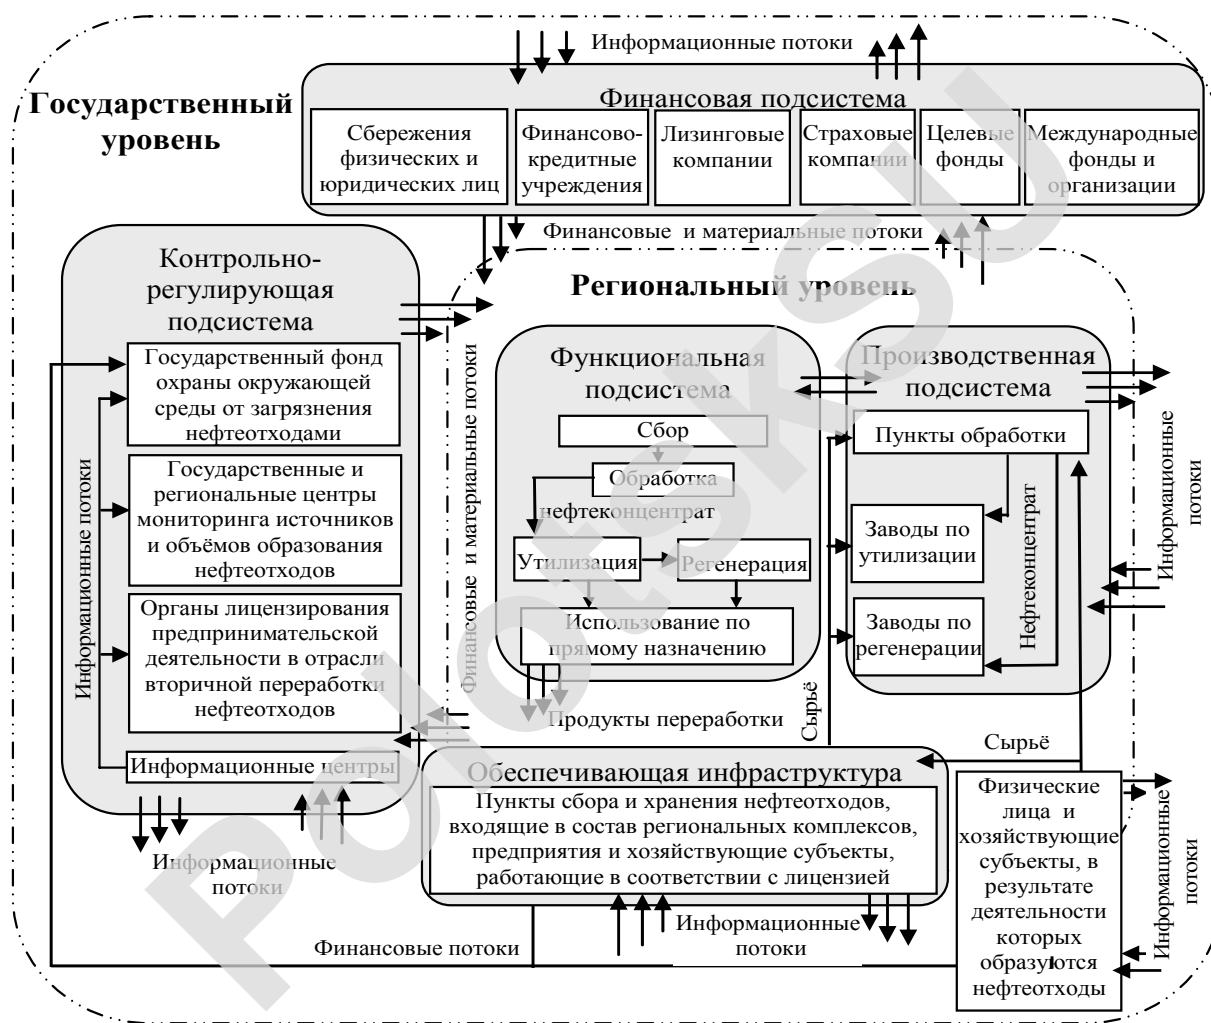 Информационные потоки
Государственный
уровень
Финансовая подсистема
Сбережения
физических и
юридических лиц
Финансово-
кредитные
учреждения
Лизинговые
компании
Страховые
компании
Целевые
фонды
Международные
фонды и
организации
Финансовые и материальные потоки
Контрольно-
регулирующая
подсистема
Государственный фонд
охраны окружающей
среды от загрязнения
нефтеотходами
Государственные и
региональные центры
мониторинга источников
и объёмов образования
нефтеотходов
Органы лицензирования
предпринимательской
деятельности в отрасли
вторичной переработки
нефтеотходов
Информационные центры
Информационные потоки
Информационные
потоки
Финансовые и материальные потоки
Региональный уровень
Функциональная
подсистема
Сбор
Обработка
нефтеконцентрат
Утилизация
Регенерация
Использование по
прямому назначению
Продукты переработки
Производственная
подсистема
Пункты обработки
Заводы по
утилизации
Заводы по
регенерации
Нефтеконцентрат
Информационные
потоки
Сырьё
Сырьё
Обеспечивающая инфраструктура
Пункты сбора и хранения нефтеотходов,
входящие в состав региональных комплексов,
предприятия и хозяйствующие субъекты,
работающие в соответствии с лицензией
Физические
лица и
хозяйствующие
субъекты, в
результате
деятельности
которых
образуются
нефтеотходы
Информационные
потоки
Информационные
потоки
Финансовые потоки
PolotskSU